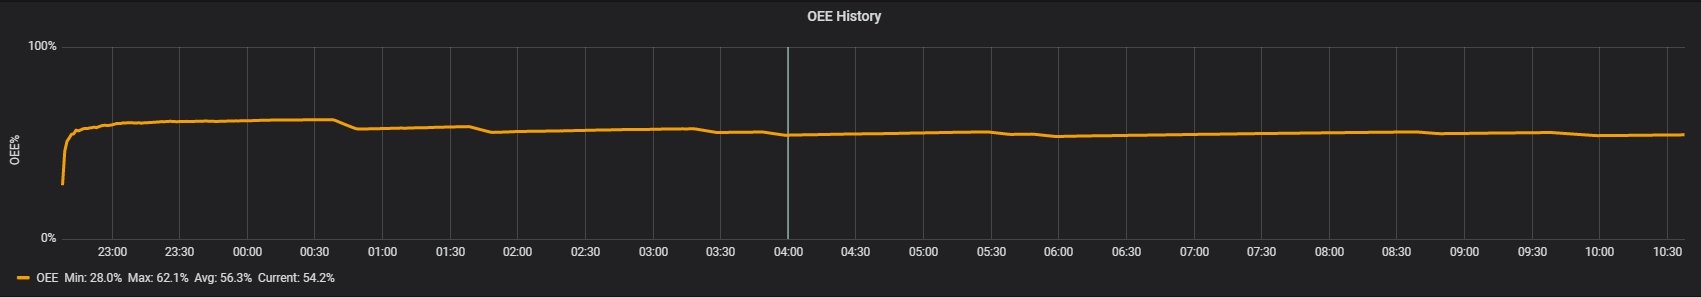 OEE History
100%
OEE%
0%
23:00 23:30 00:00 00:30 01:00 01:30 02:00 02:30 03:00 03:30 04:00 04:30 05:00 05:30 06:00 06:30 07:00 07:30 08:00 08:30 09:00 09:30 10:00 10:30
OEE Min: 28.0% Max: 62.1% Avg: 56.3% Current: 54.2%